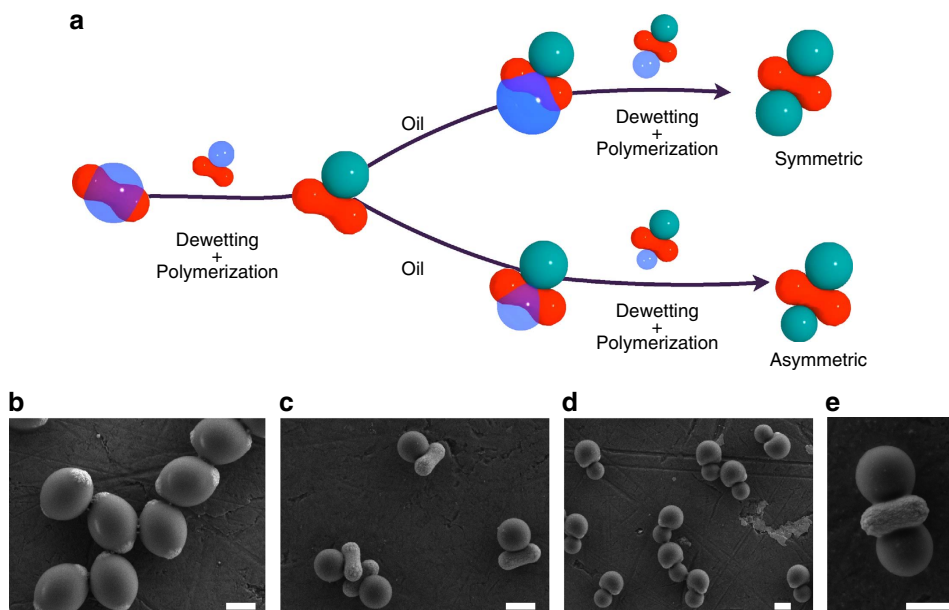 a
Oil
Dewetting
+
Polymerization
Symmetric
Dewetting
+
Polymerization
Oil
Dewetting
+
Polymerization
Asymmetric
b
c
d
e